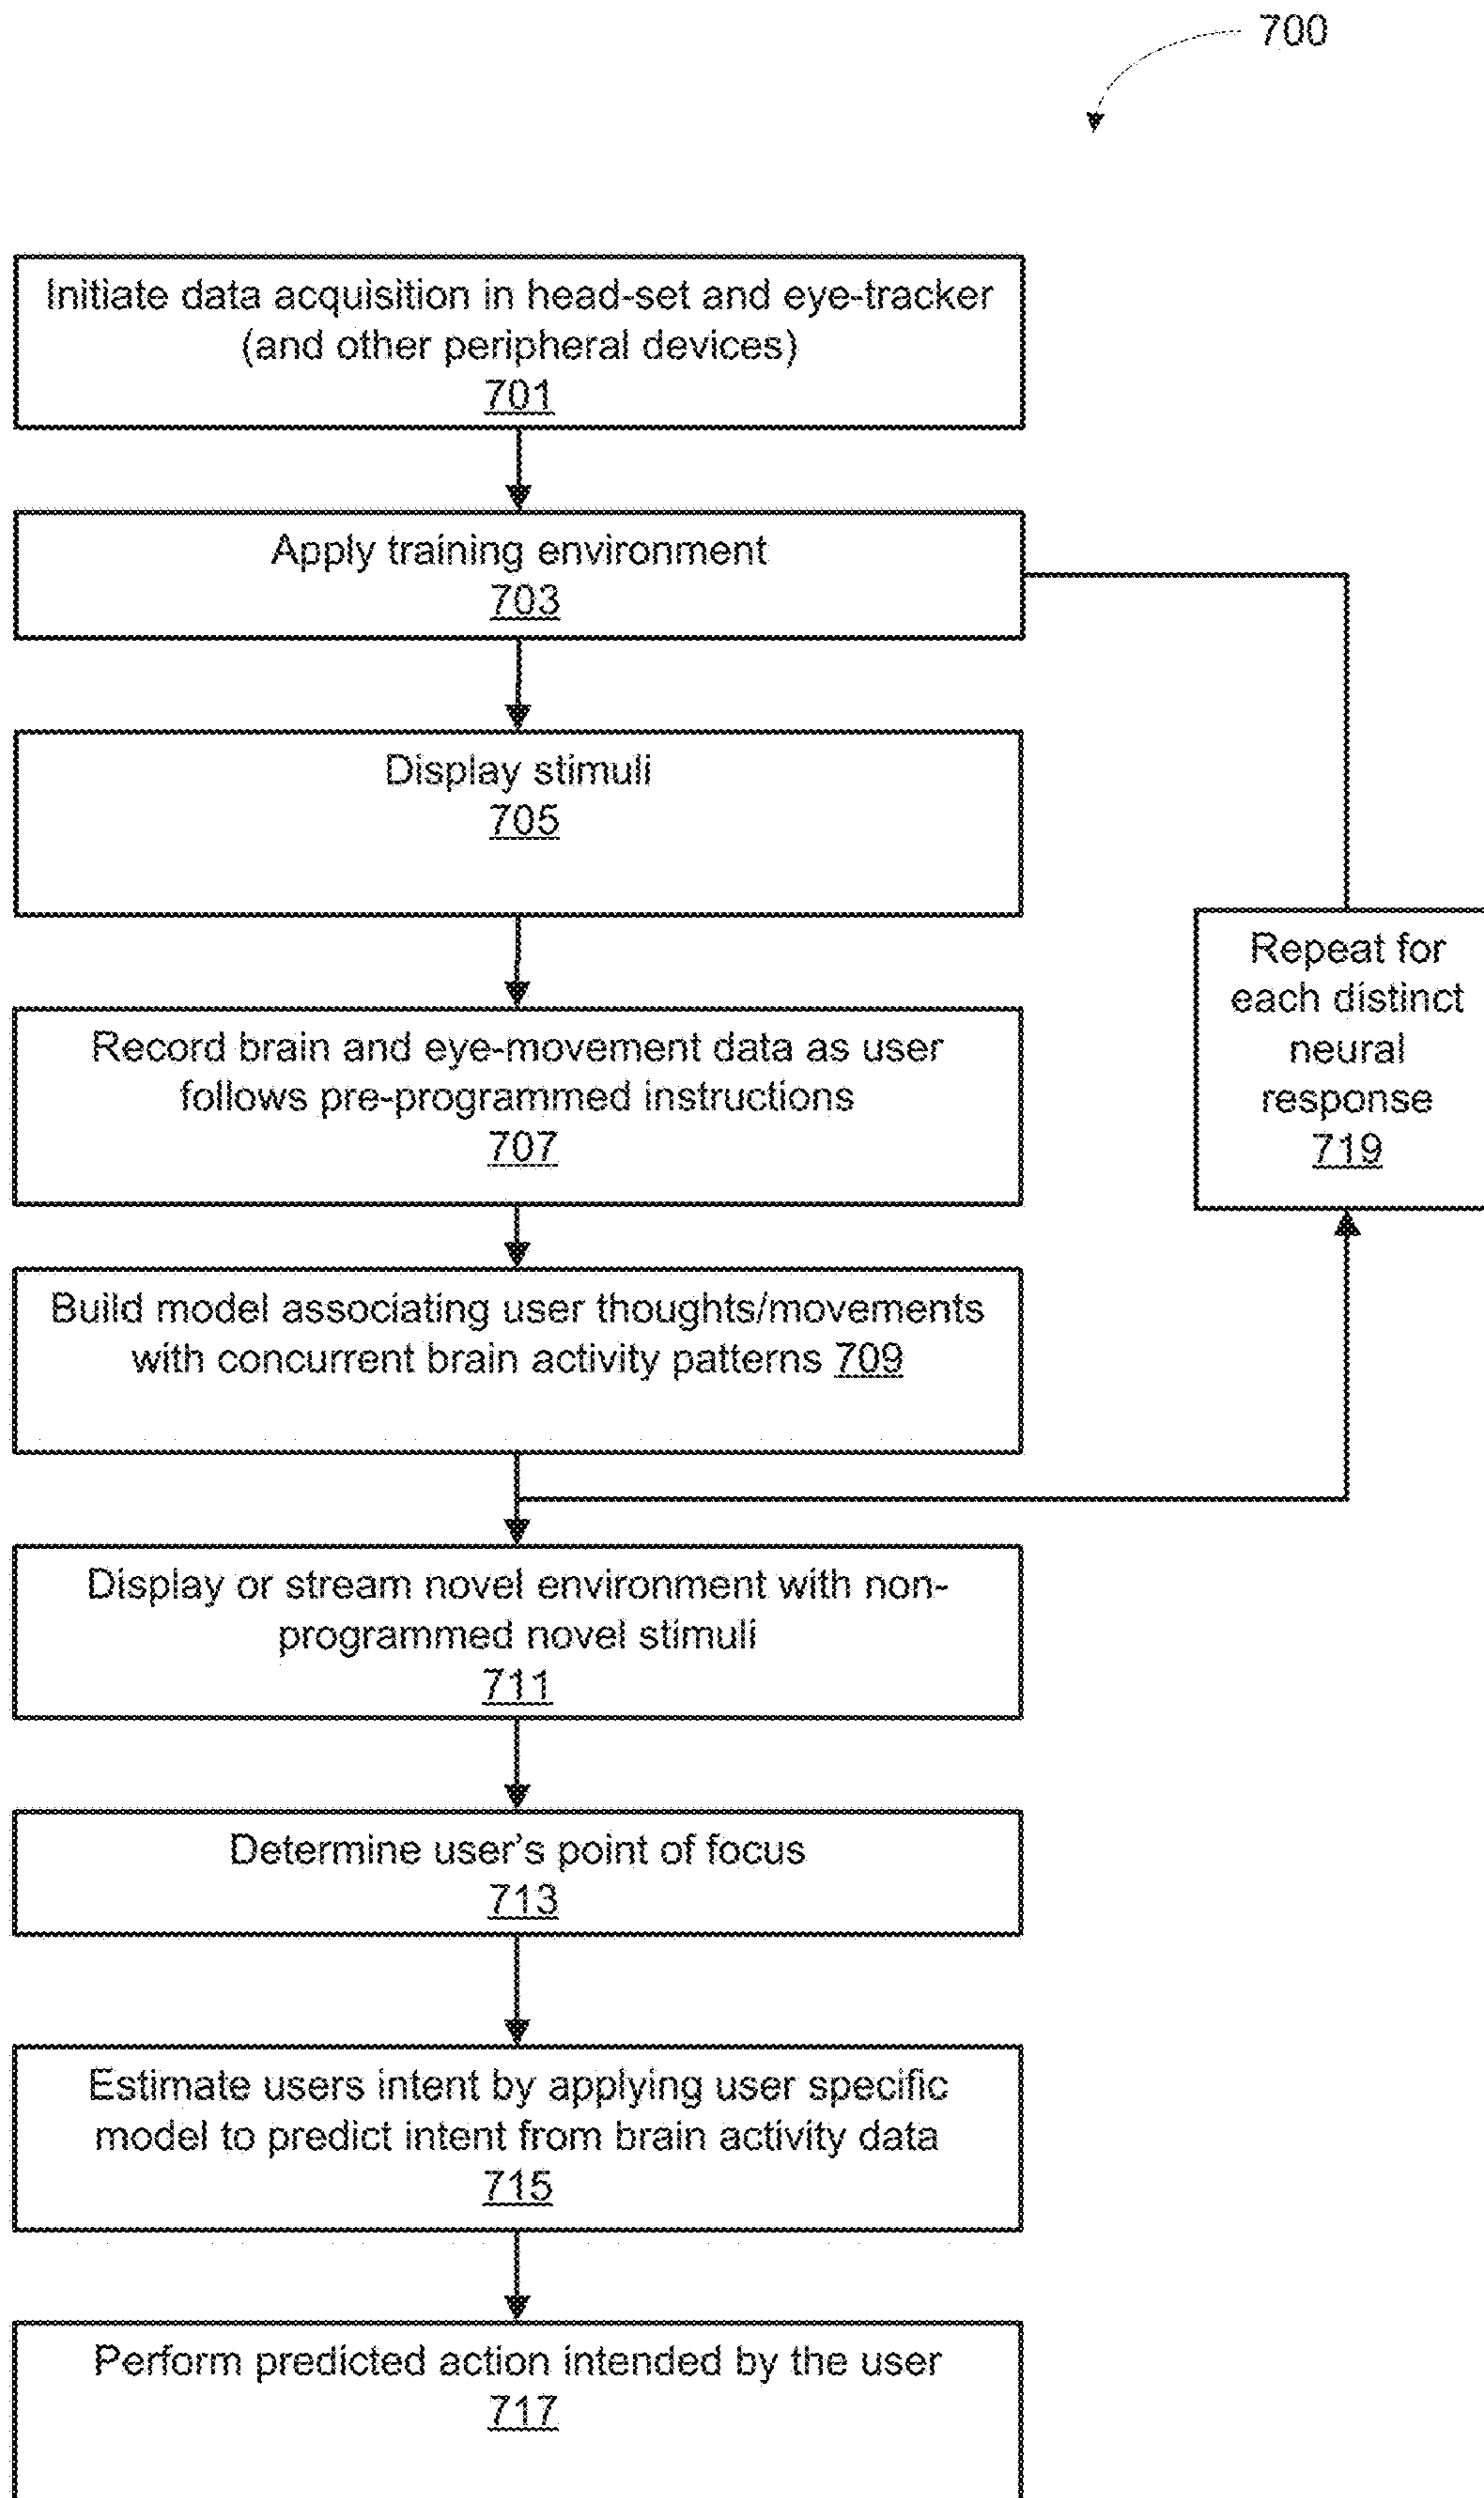 700
Initiate data acquisition in head-set and eye-tracker
(and other peripheral devices)
701
Apply training environment
703
Display stimuli
705
Record brain and eye-movement data as user
follows pre-programmed instructions
707
Repeat for
each distinct
neural
response
719
Build model associating user thoughts/movements
with concurrent brain activity patterns 709
Display or stream novel environment with non-
programmed novel stimuli
711
Determine user's point of focus
713
Estimate users intent by applying user specific
model to predict intent from brain activity data
715
Perform predicted action intended by the user
717